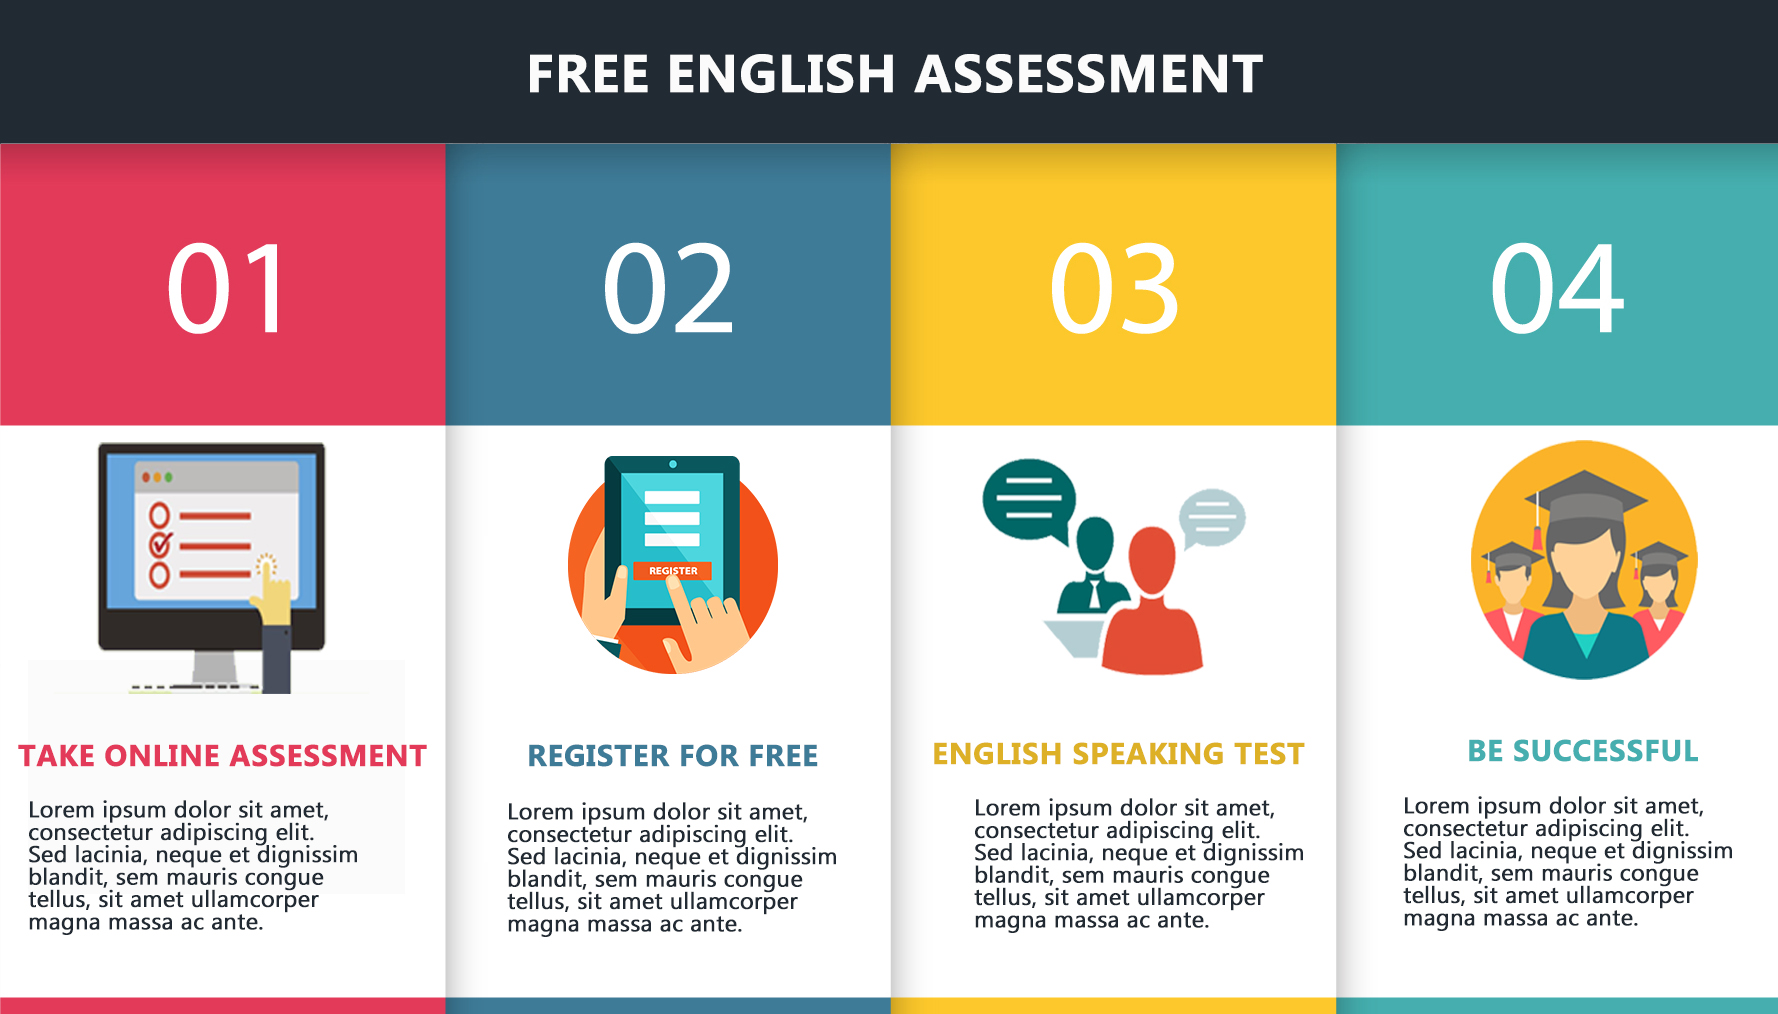 FREE ENGLISH ASSESSMENT
01
02
03
04
REGISTER
TAKE ONLINE ASSESSMENT
Lorem ipsum dolor sit amet,
consectetur adipiscing elit.
Sed lacinia, neque et dignissim
blandit, sem mauris congue
tellus, sit amet ullamcorper
magna massa ac ante.
REGISTER FOR FREE
Lorem ipsum dolor sit amet,
consectetur adipiscing elit.
Sed lacinia, neque et dignissim
blandit, sem mauris congue
tellus, sit amet ullamcorper
magna massa ac ante.
ENGLISH SPEAKING TEST
Lorem ipsum dolor sit amet,
consectetur adipiscing elit.
Sed lacinia, neque et dignissim
blandit, sem mauris congue
tellus, sit amet ullamcorper
magna massa ac ante.
BE SUCCESSFUL
Lorem ipsum dolor sit amet,
consectetur adipiscing elit.
Sed lacinia, neque et dignissim
blandit, sem mauris congue
tellus, sit amet ullamcorper
magna massa ac ante.